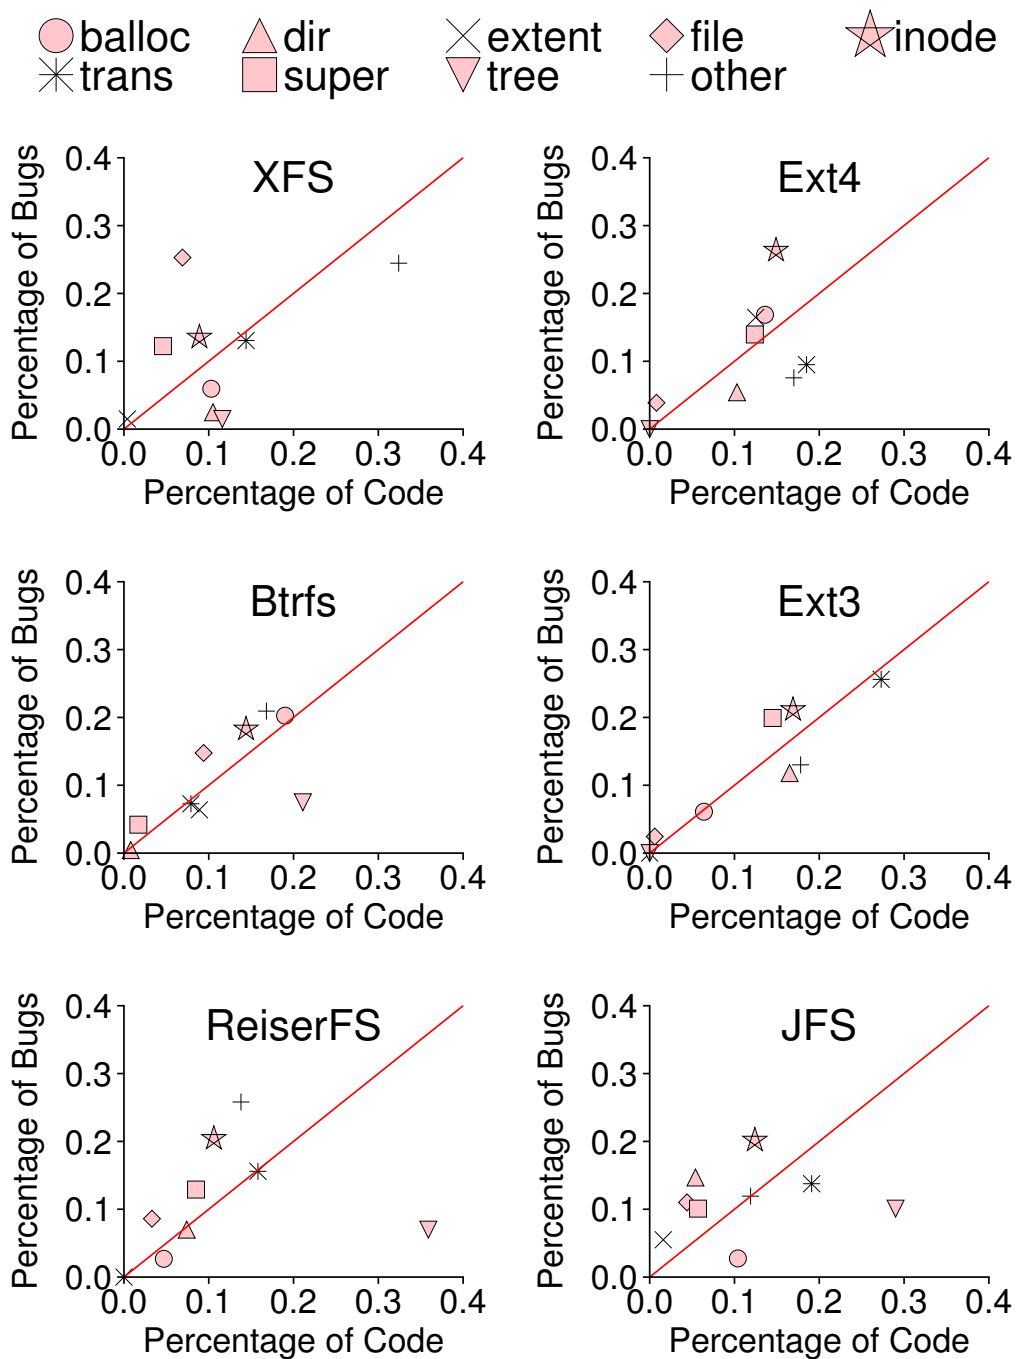 balloc dir extent file inode
trans super tree other
XFS
Percentage of Bugs
0.4
0.3
0.2
0.1
0.0
0.0 0.1 0.2 0.3 0.4
Percentage of Code
Ext4
Percentage of Bugs
0.4
0.3
0.2
0.1
0.0
0.0 0.1 0.2 0.3 0.4
Percentage of Code
Btrfs
Percentage of Bugs
0.4
0.3
0.2
0.1
0.0
0.0 0.1 0.2 0.3 0.4
Percentage of Code
Ext3
Percentage of Bugs
0.4
0.3
0.2
0.1
0.0
0.0 0.1 0.2 0.3 0.4
Percentage of Code
ReiserFS
Percentage of Bugs
0.4
0.3
0.2
0.1
0.0
0.0 0.1 0.2 0.3 0.4
Percentage of Code
JFS
Percentage of Bugs
0.4
0.3
0.2
0.1
0.0
0.0 0.1 0.2 0.3 0.4
Percentage of Code